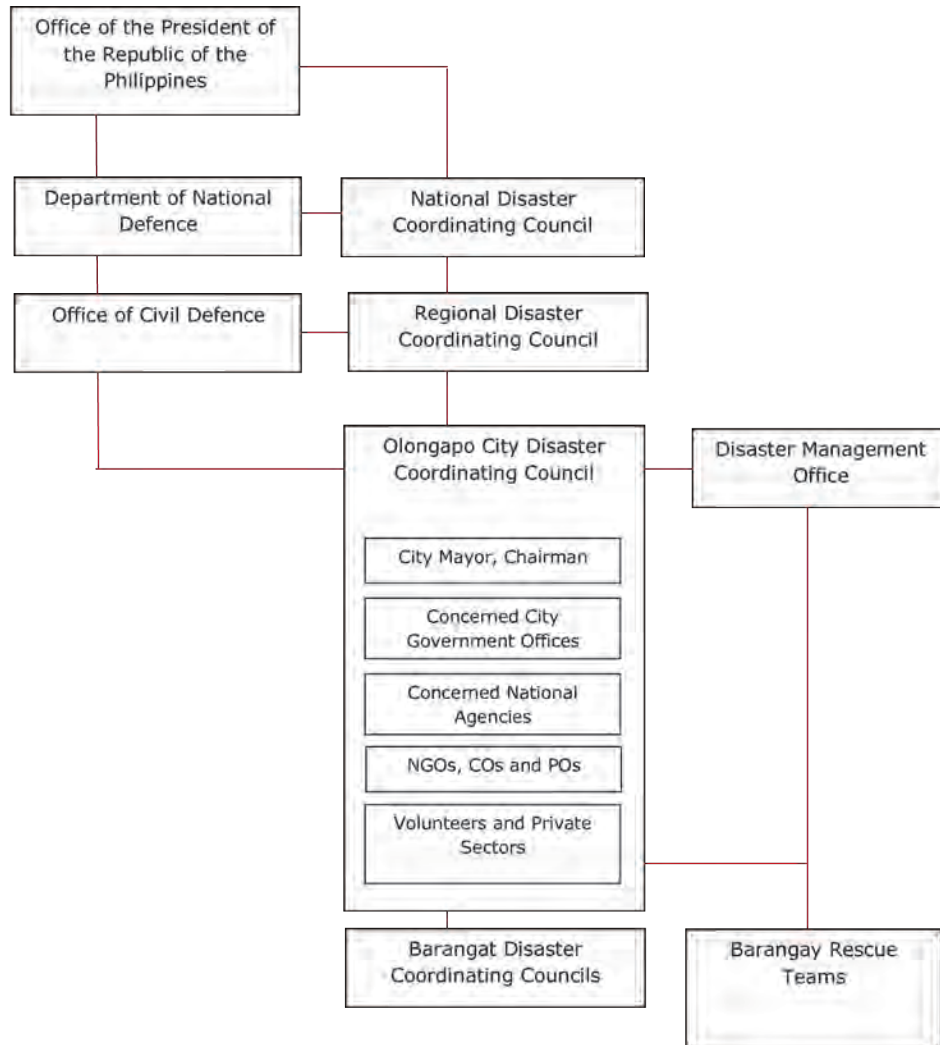 Office of the President of
the Republic of the
Philippines
Department of National
Defence
National Disaster
Coordinating Council
Office of Civil Defence
Regional Disaster
Coordinating Council
Olongapo City Disaster
Coordinating Council
Disaster Management
Office
City Mayor, Chairman
Concerned City
Government Offices
Concerned National
Agencies
NGOs, COs and POs
Volunteers and Private
Sectors
Barangat Disaster
Coordinating Councils
Barangay Rescue
Teams